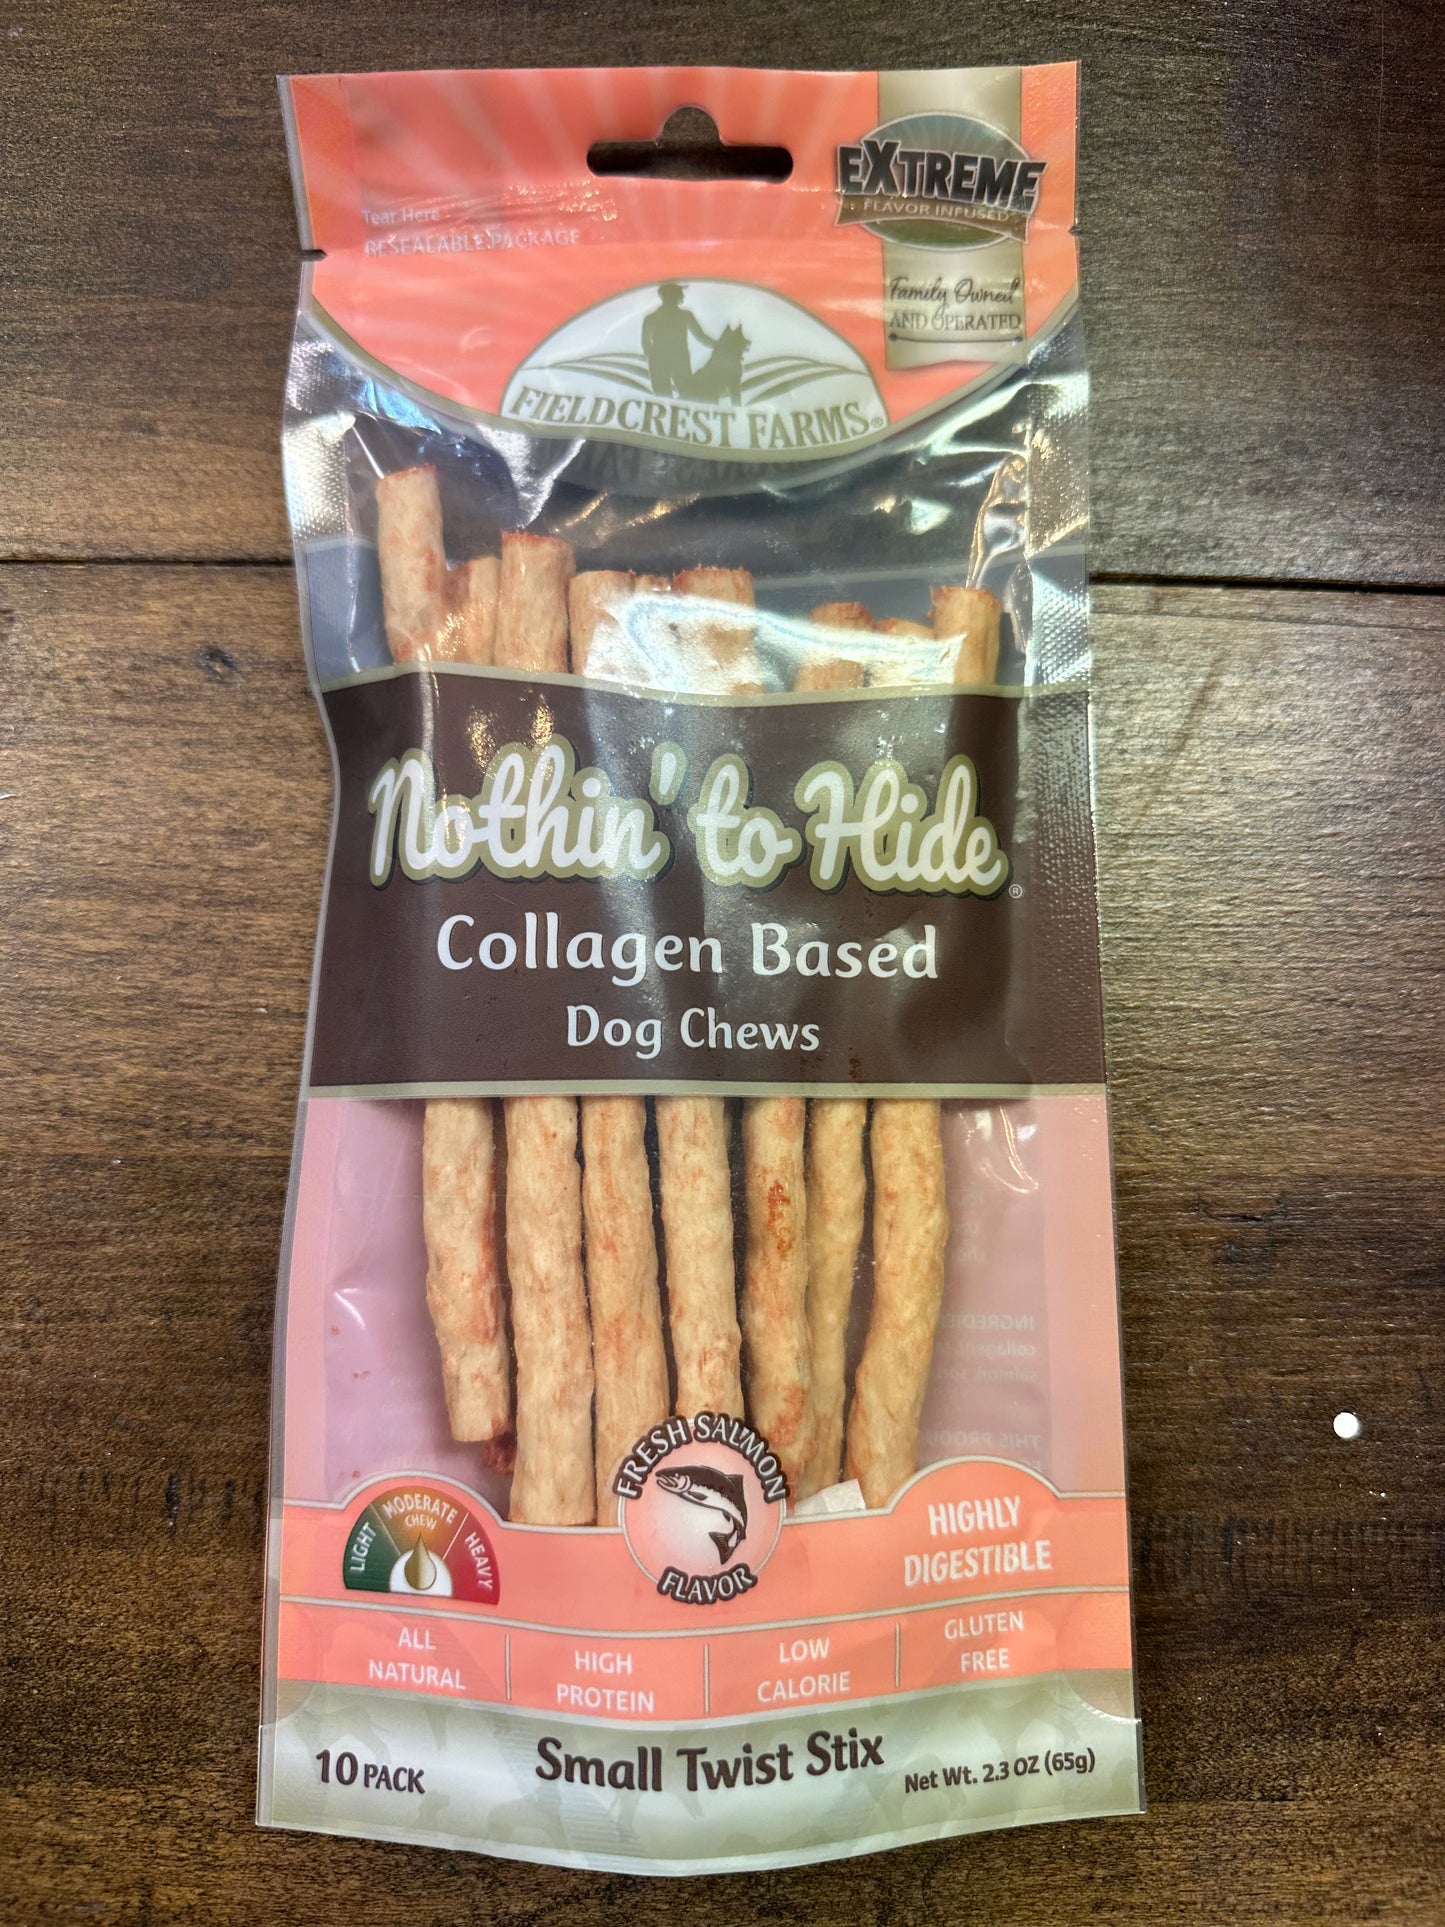 Tear Here
RESEALABLE PACKAGE
EXTREME
FLAVOR INFUSED
Family Owned
AND OPERATED
FIELDCREST FARMS®
Nothin' to Hide®
Collagen Based
Dog Chews
FRESH SALMON
FLAVOR
LIGHT
MODERATE
CHEW
HEAVY
HIGHLY
DIGESTIBLE
ALL
NATURAL
HIGH
PROTEIN
LOW
CALORIE
GLUTEN
FREE
10 PACK
Small Twist Stix
Net Wt. 2.3 OZ (65g)